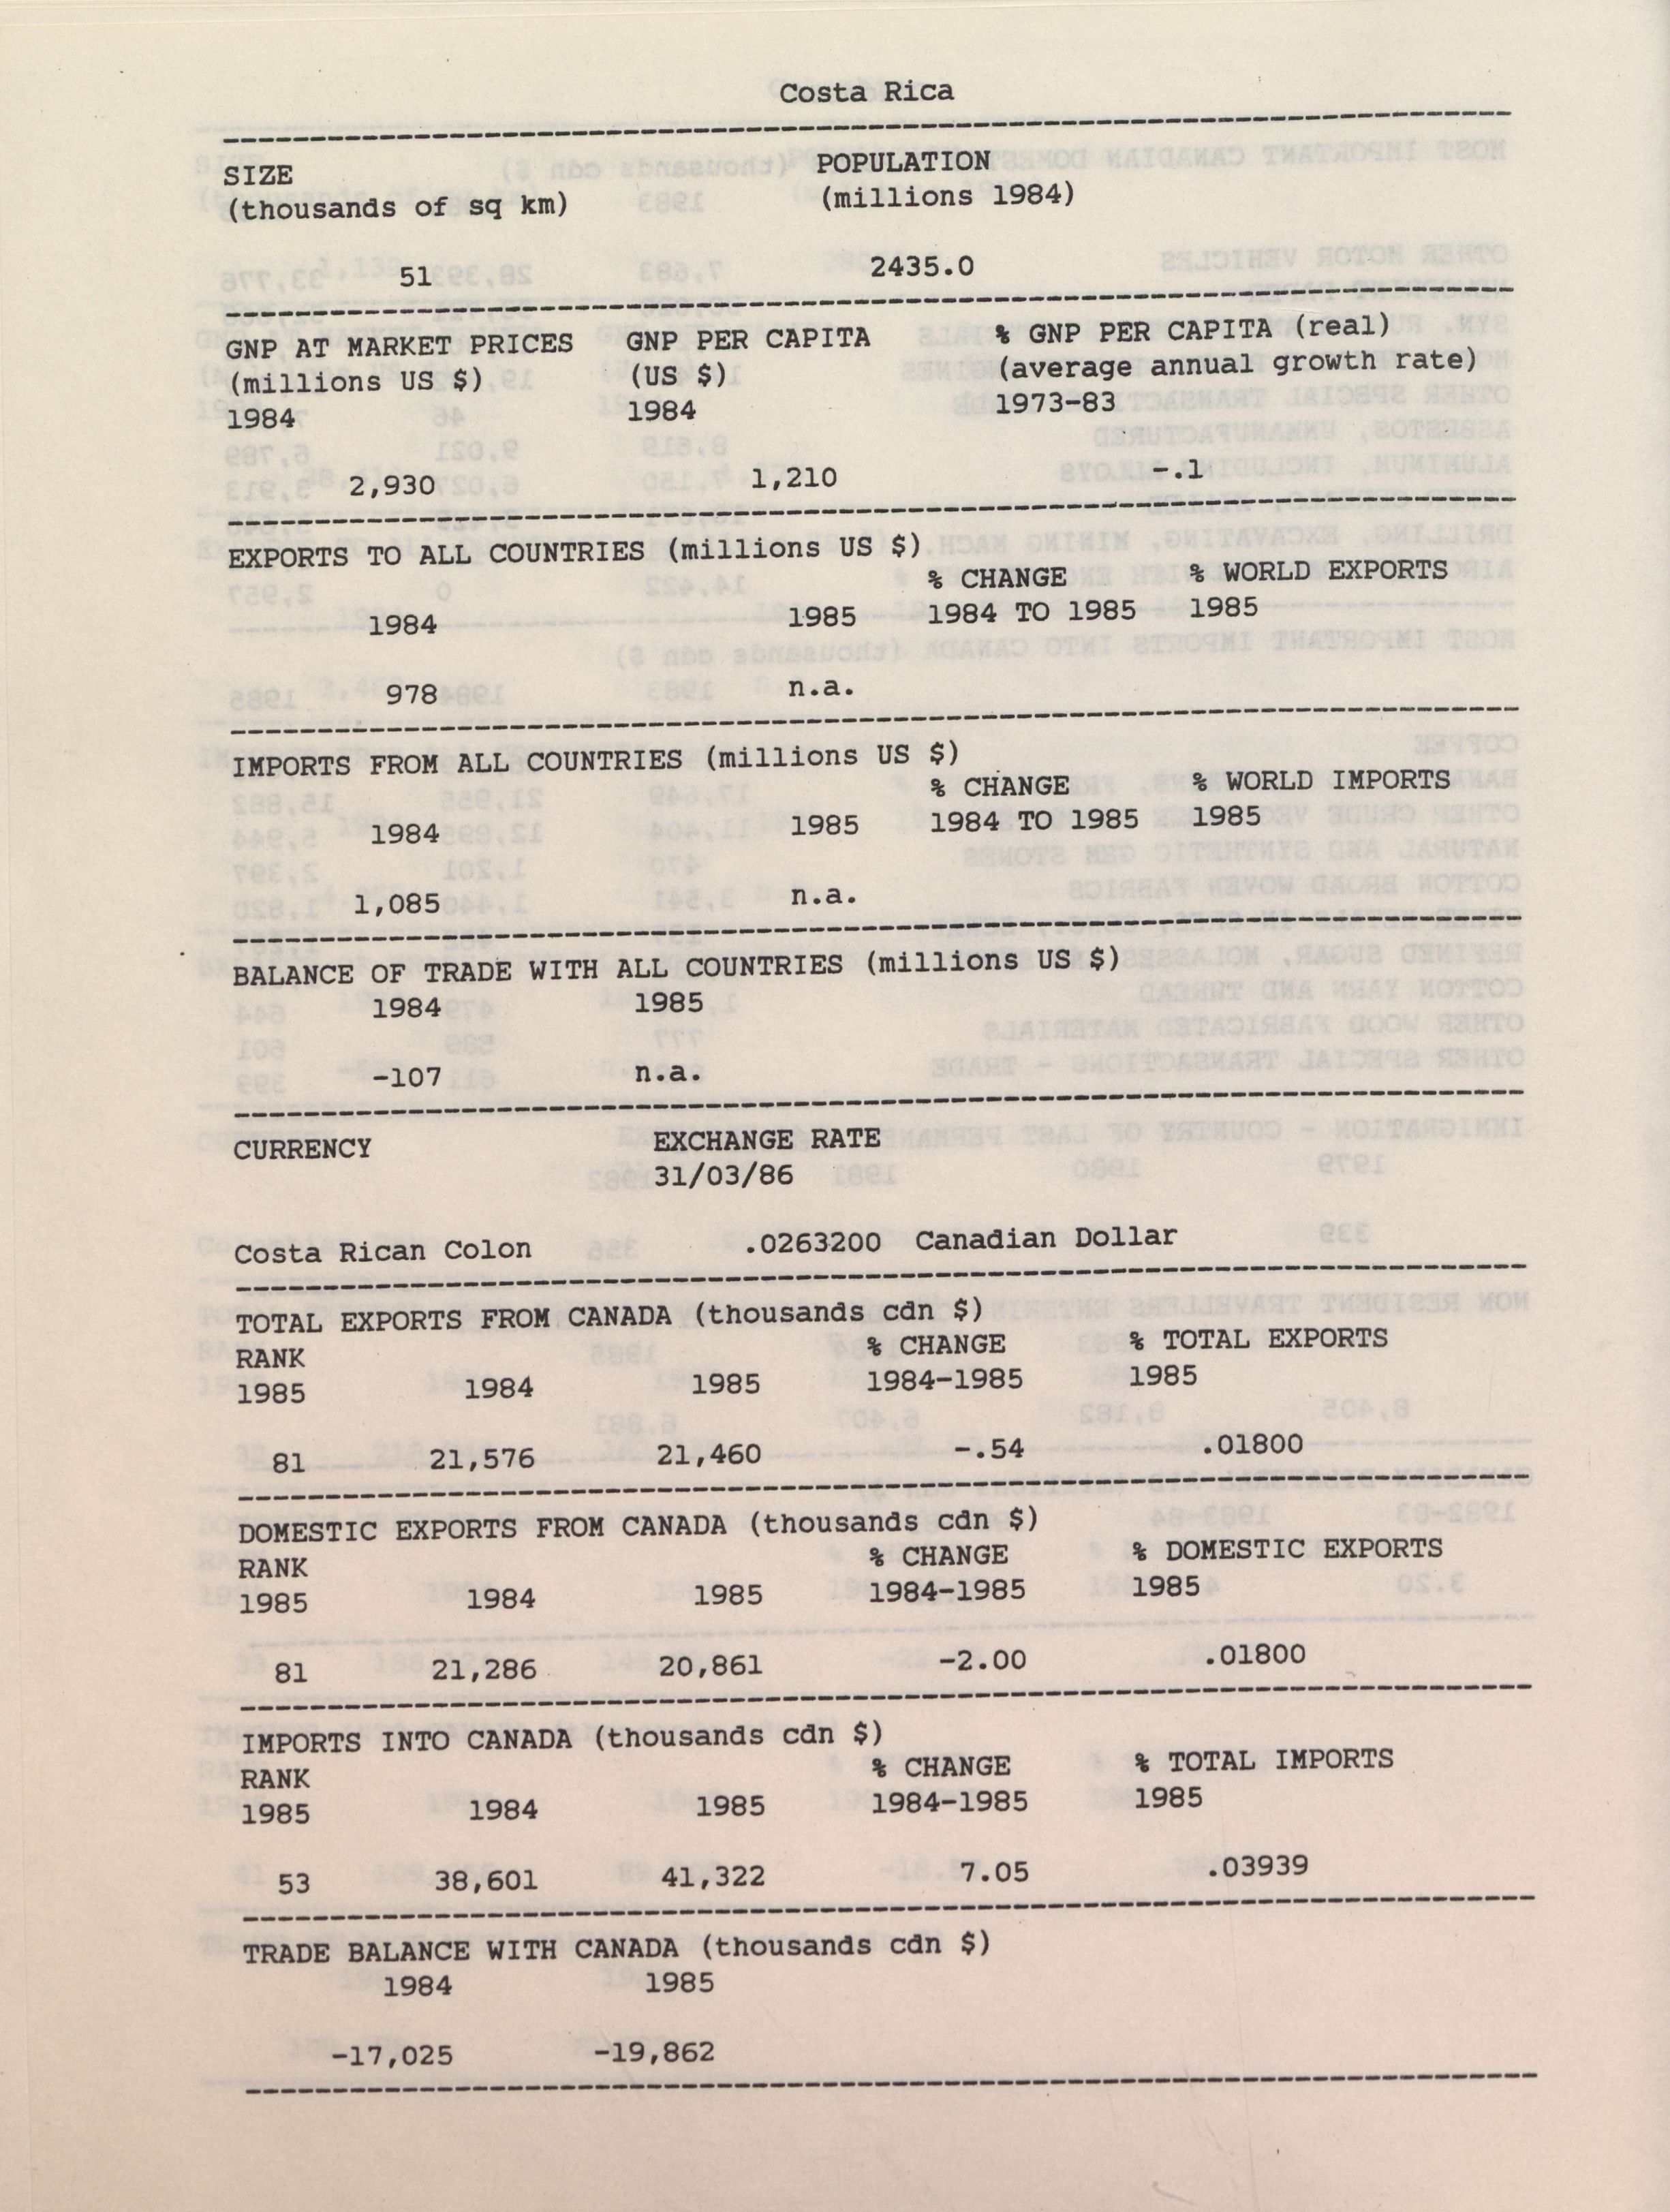 Costa Rica
SIZE POPULATION
(thousands of sq km) (millions 1984)
51 2435.0
GNP AT MARKET PRICES GNP PER CAPITA % GNP PER CAPITA (real)
(millions US $) (US $) (average annual growth rate)
1984 1984 1973-83
2,930 1,210 -.1
EXPORTS TO ALL COUNTRIES (millions US $)
% CHANGE % WORLD EXPORTS
1984 1985 1984 TO 1985 1985
978 n.a.
IMPORTS FROM ALL COUNTRIES (millions US $)
% CHANGE % WORLD IMPORTS
1984 1985 1984 TO 1985 1985
1,085 n.a.
BALANCE OF TRADE WITH ALL COUNTRIES (millions US $)
1984 1985
-107 n.a.
CURRENCY EXCHANGE RATE
31/03/86
Costa Rican Colon .0263200 Canadian Dollar
TOTAL EXPORTS FROM CANADA (thousands cdn $)
RANK % CHANGE % TOTAL EXPORTS
1985 1984 1985 1984-1985 1985
81 21,576 21,460 -.54 .01800
DOMESTIC EXPORTS FROM CANADA (thousands cdn $)
RANK % CHANGE % DOMESTIC EXPORTS
1985 1984 1985 1984-1985 1985
81 21,286 20,861 -2.00 .01800
IMPORTS INTO CANADA (thousands cdn $)
RANK % CHANGE % TOTAL IMPORTS
1985 1984 1985 1984-1985 1985
53 38,601 41,322 7.05 .03939
TRADE BALANCE WITH CANADA (thousands cdn $)
1984 1985
-17,025 -19,862